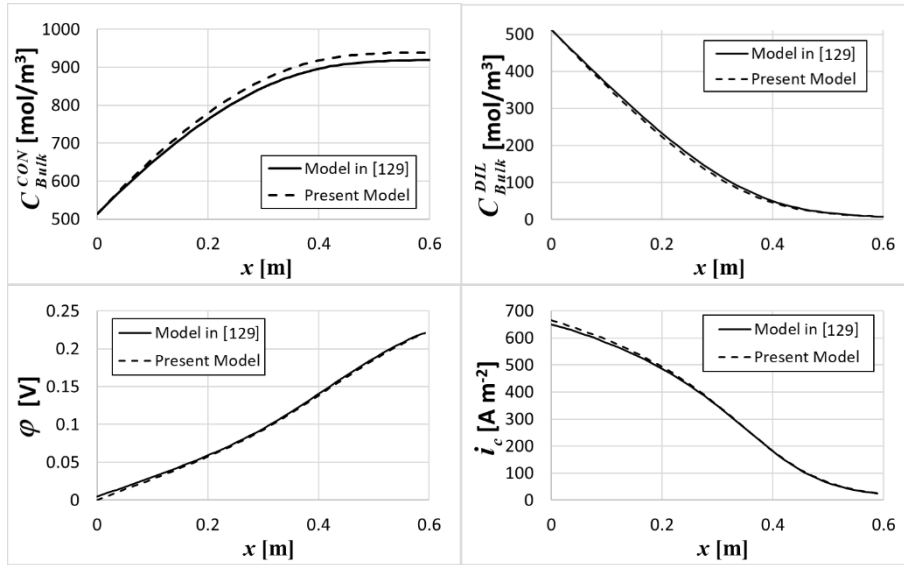 1000
900
800
700
600
500
C_Bulk^CON [mol/m³]
Model in [129]
Present Model
0
0.2
0.4
0.6
x [m]
500
400
300
200
100
0
C_Bulk^DIL [mol/m³]
Model in [129]
Present Model
0
0.2
0.4
0.6
x [m]
0.25
0.2
0.15
0.1
0.05
0
φ [V]
Model in [129]
Present Model
0
0.2
0.4
0.6
x [m]
700
600
500
400
300
200
100
0
i_c [A m⁻²]
Model in [129]
Present Model
0
0.2
0.4
0.6
x [m]